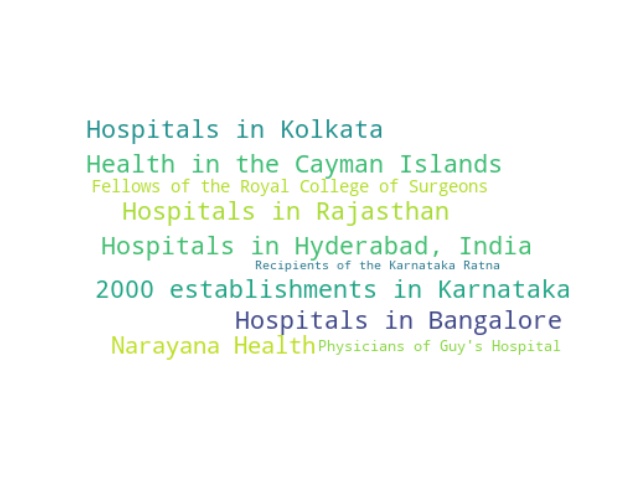 Hospitals in Kolkata
Health in the Cayman Islands
Fellows of the Royal College of Surgeons
Hospitals in Rajasthan
Hospitals in Hyderabad, India
Recipients of the Karnataka Ratna
2000 establishments in Karnataka
Hospitals in Bangalore
Narayana Health Physicians of Guy's Hospital